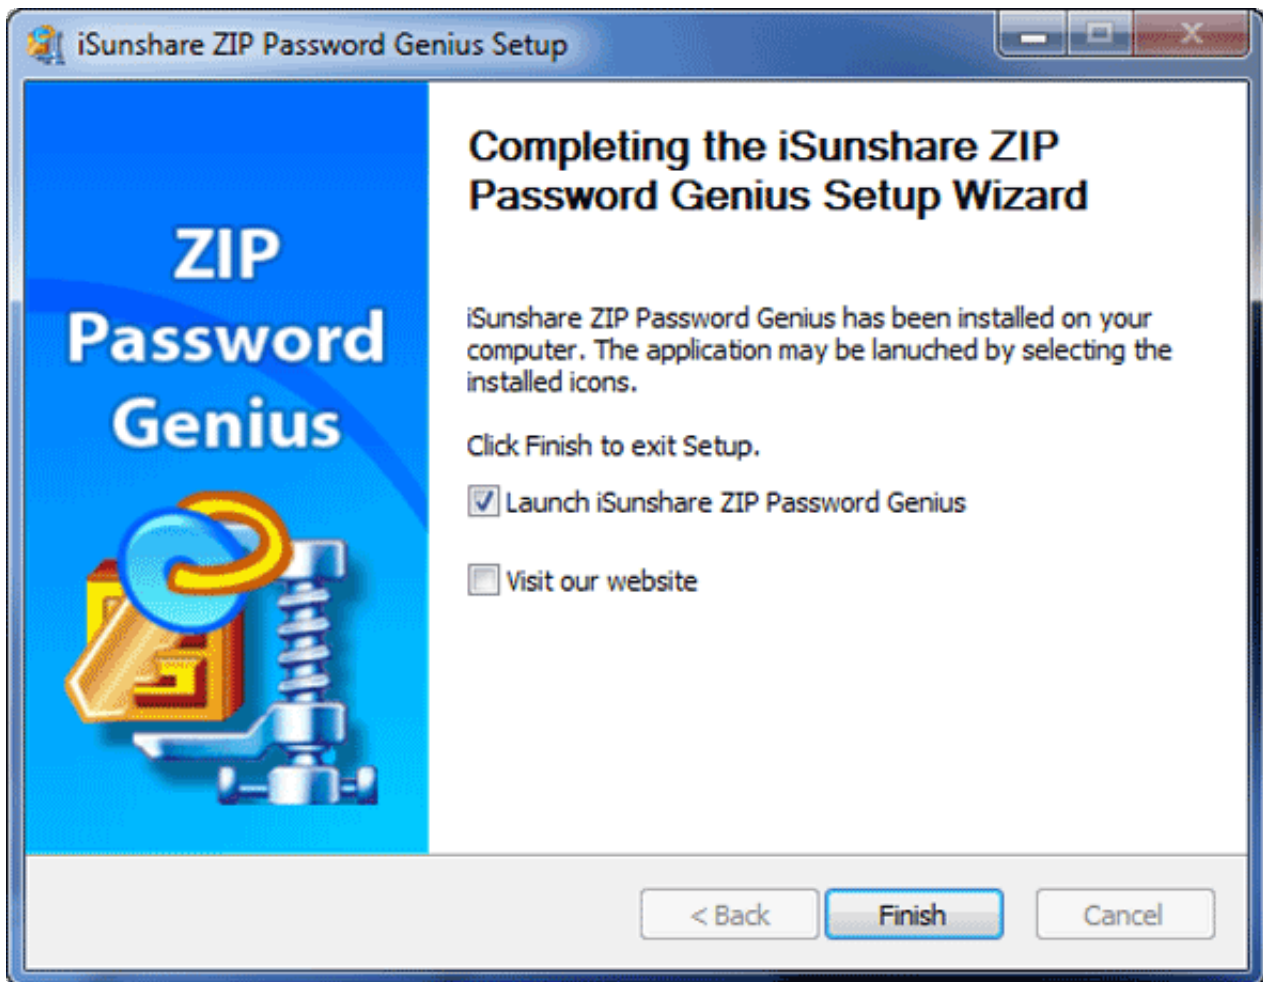 iSunshare ZIP Password Genius Setup
ZIP
Password
Genius
Completing the iSunshare ZIP
Password Genius Setup Wizard
iSunshare ZIP Password Genius has been installed on your
computer. The application may be lanuched by selecting the
installed icons.
Click Finish to exit Setup.
Launch iSunshare ZIP Password Genius
Visit our website
< Back
Finish
Cancel